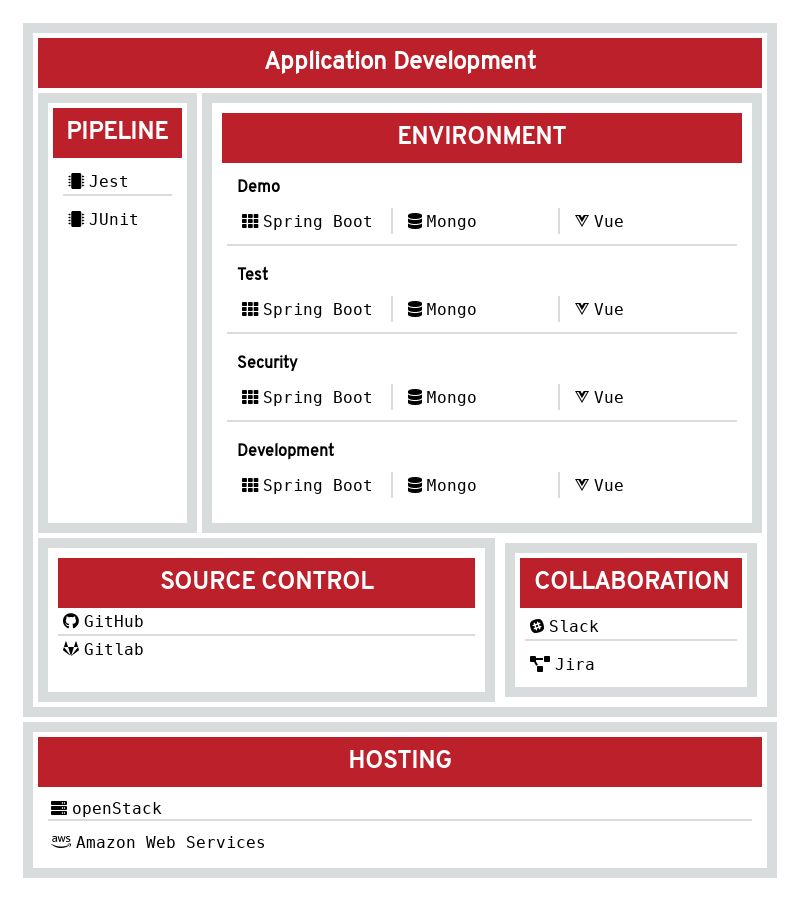 Application Development
PIPELINE
Jest
JUnit
ENVIRONMENT
Demo
Spring Boot Mongo Vue
Test
Spring Boot Mongo Vue
Security
Spring Boot Mongo Vue
Development
Spring Boot Mongo Vue
SOURCE CONTROL
GitHub
Gitlab
COLLABORATION
Slack
Jira
HOSTING
openStack
aws Amazon Web Services